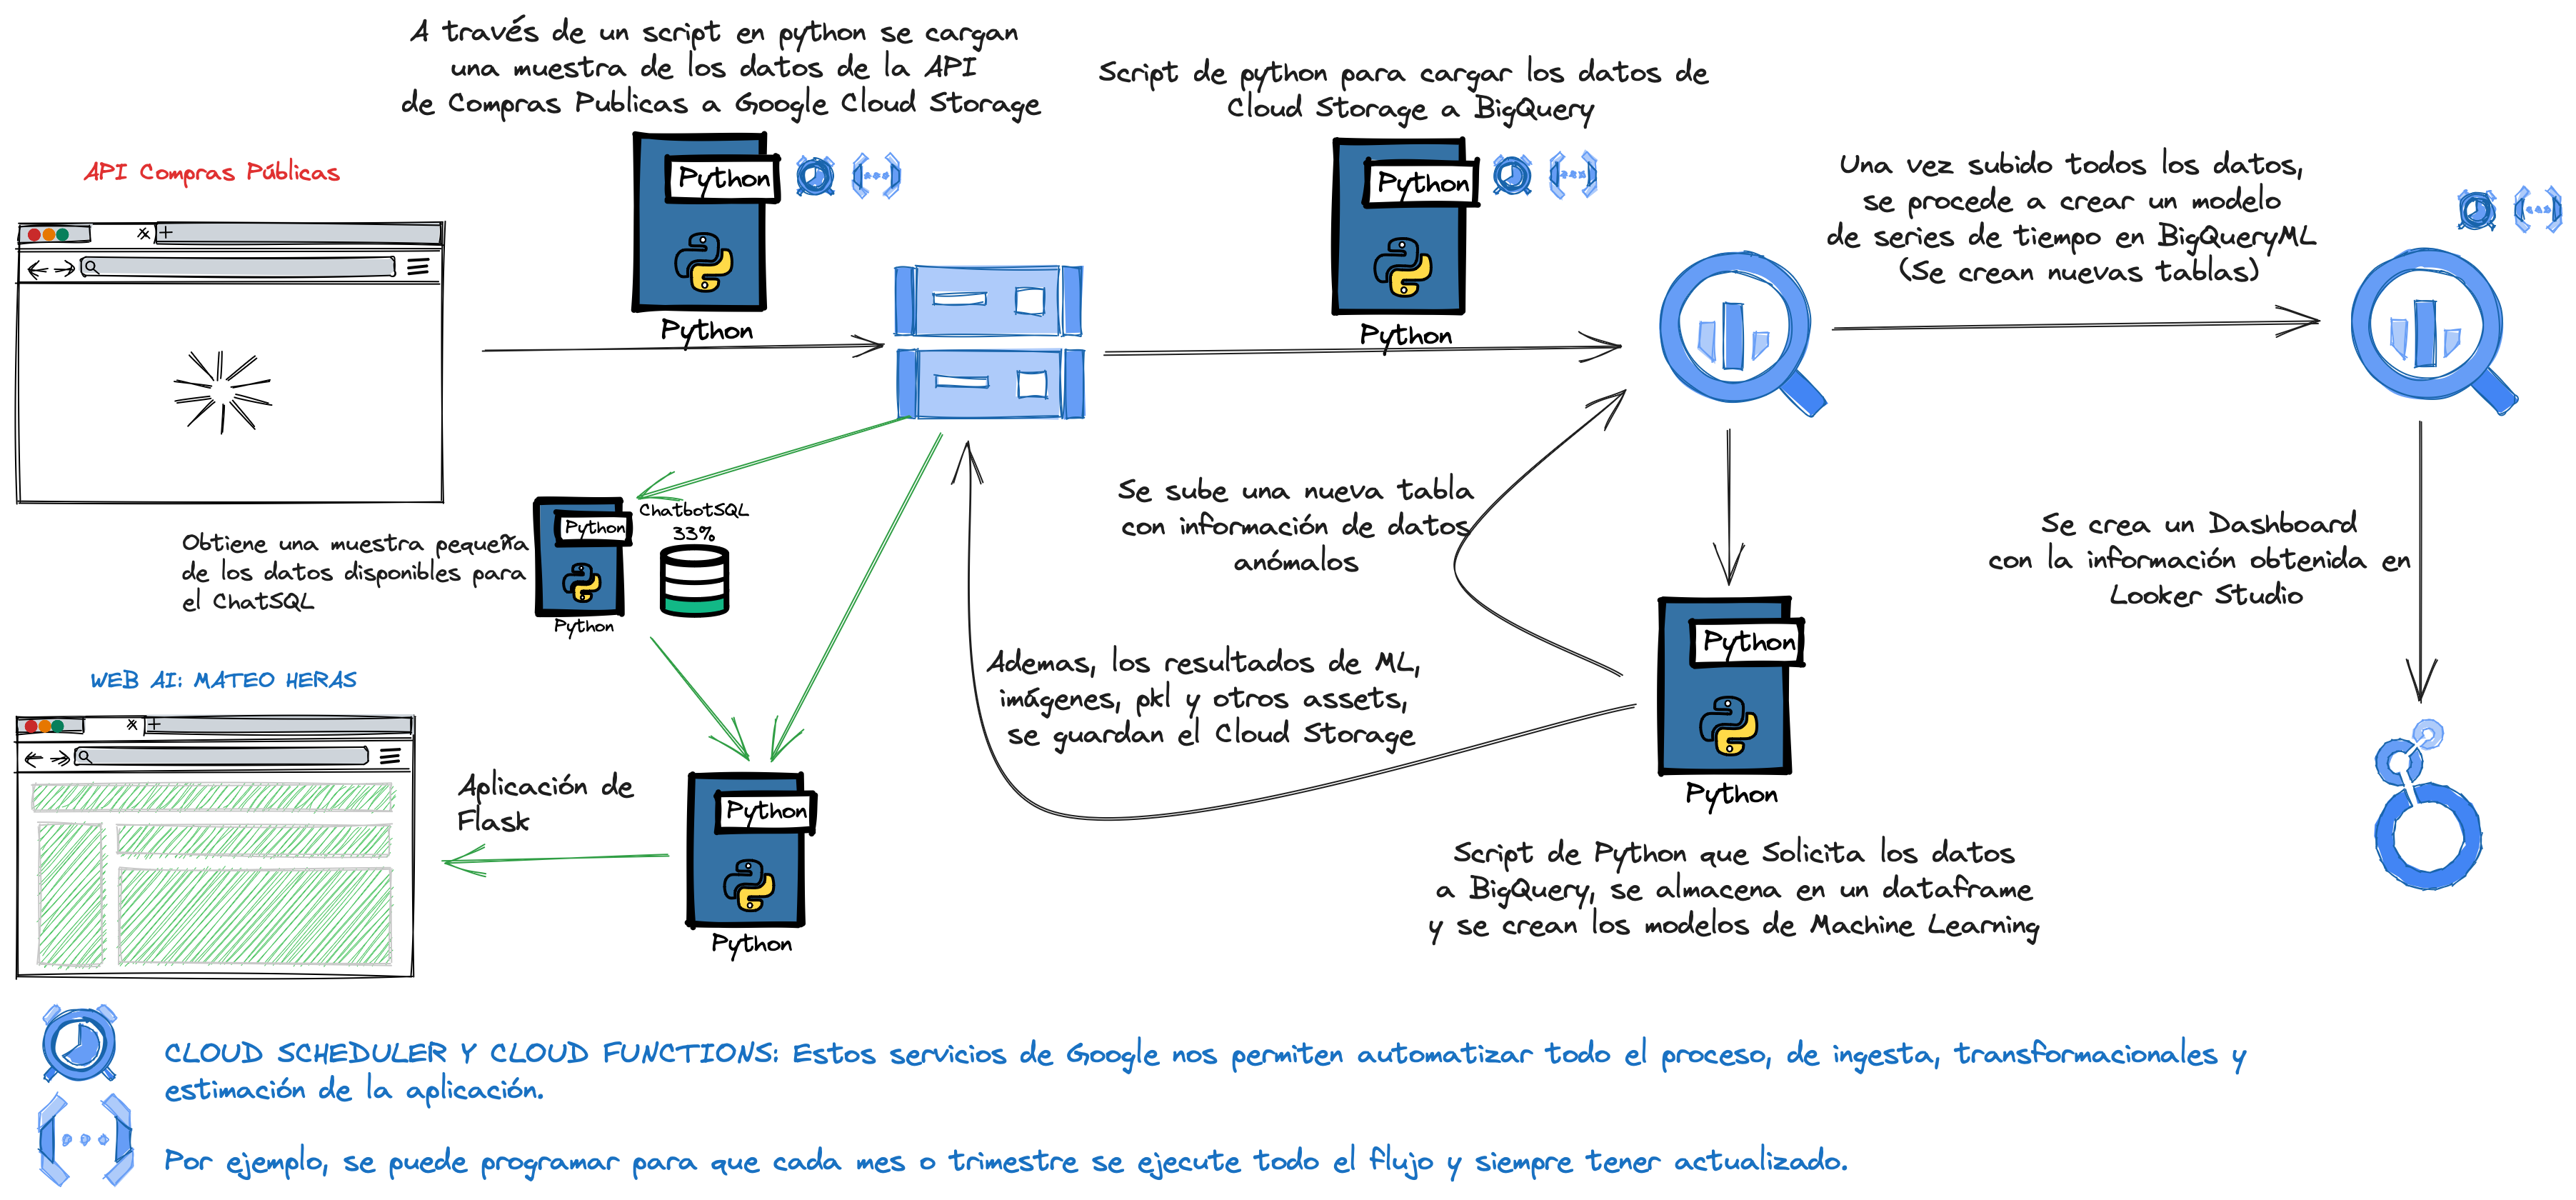 A través de un script en python se cargan
una muestra de los datos de la API
de Compras Publicas a Google Cloud Storage
Script de python para cargar los datos de
Cloud Storage a BigQuery
API Compras Públicas
Python
Python
Python
Python
Una vez subido todos los datos,
se procede a crear un modelo
de series de tiempo en BigQueryML
(Se crean nuevas tablas)
Obtiene una muestra pequeña
de los datos disponibles para
el ChatSQL
Python
Python
ChatbotSQL
33%
Se sube una nueva tabla
con información de datos
anómalos
Se crea un Dashboard
con la información obtenida en
Looker Studio
Ademas, los resultados de ML,
imágenes, pkl y otros assets,
se guardan el Cloud Storage
Python
Python
Script de Python que Solicita los datos
a BigQuery, se almacena en un dataframe
y se crean los modelos de Machine Learning
WEB AI: MATEO HERAS
Aplicación de
Flask
Python
Python
CLOUD SCHEDULER Y CLOUD FUNCTIONS: Estos servicios de Google nos permiten automatizar todo el proceso, de ingesta, transformacionales y
estimación de la aplicación.
Por ejemplo, se puede programar para que cada mes o trimestre se ejecute todo el flujo y siempre tener actualizado.